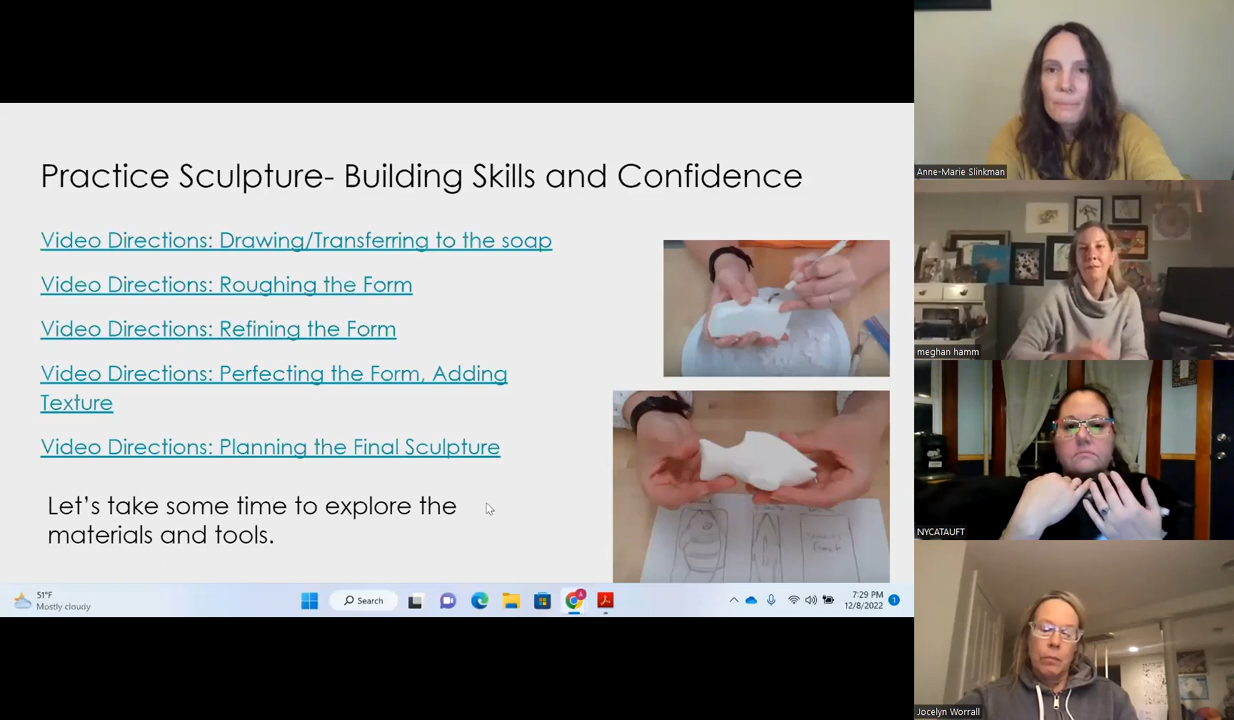 Practice Sculpture- Building Skills and Confidence
Video Directions: Drawing/Transferring to the soap
Video Directions: Roughing the Form
Video Directions: Refining the Form
Video Directions: Perfecting the Form, Adding
Texture
Video Directions: Planning the Final Sculpture
Let's take some time to explore the
materials and tools.
51°F
Mostly cloudy
Search
7:29 PM
12/8/2022
1
Anne-Marie Slinkman
meghan hamm
NYCATAUFT
Jocelyn Worrall